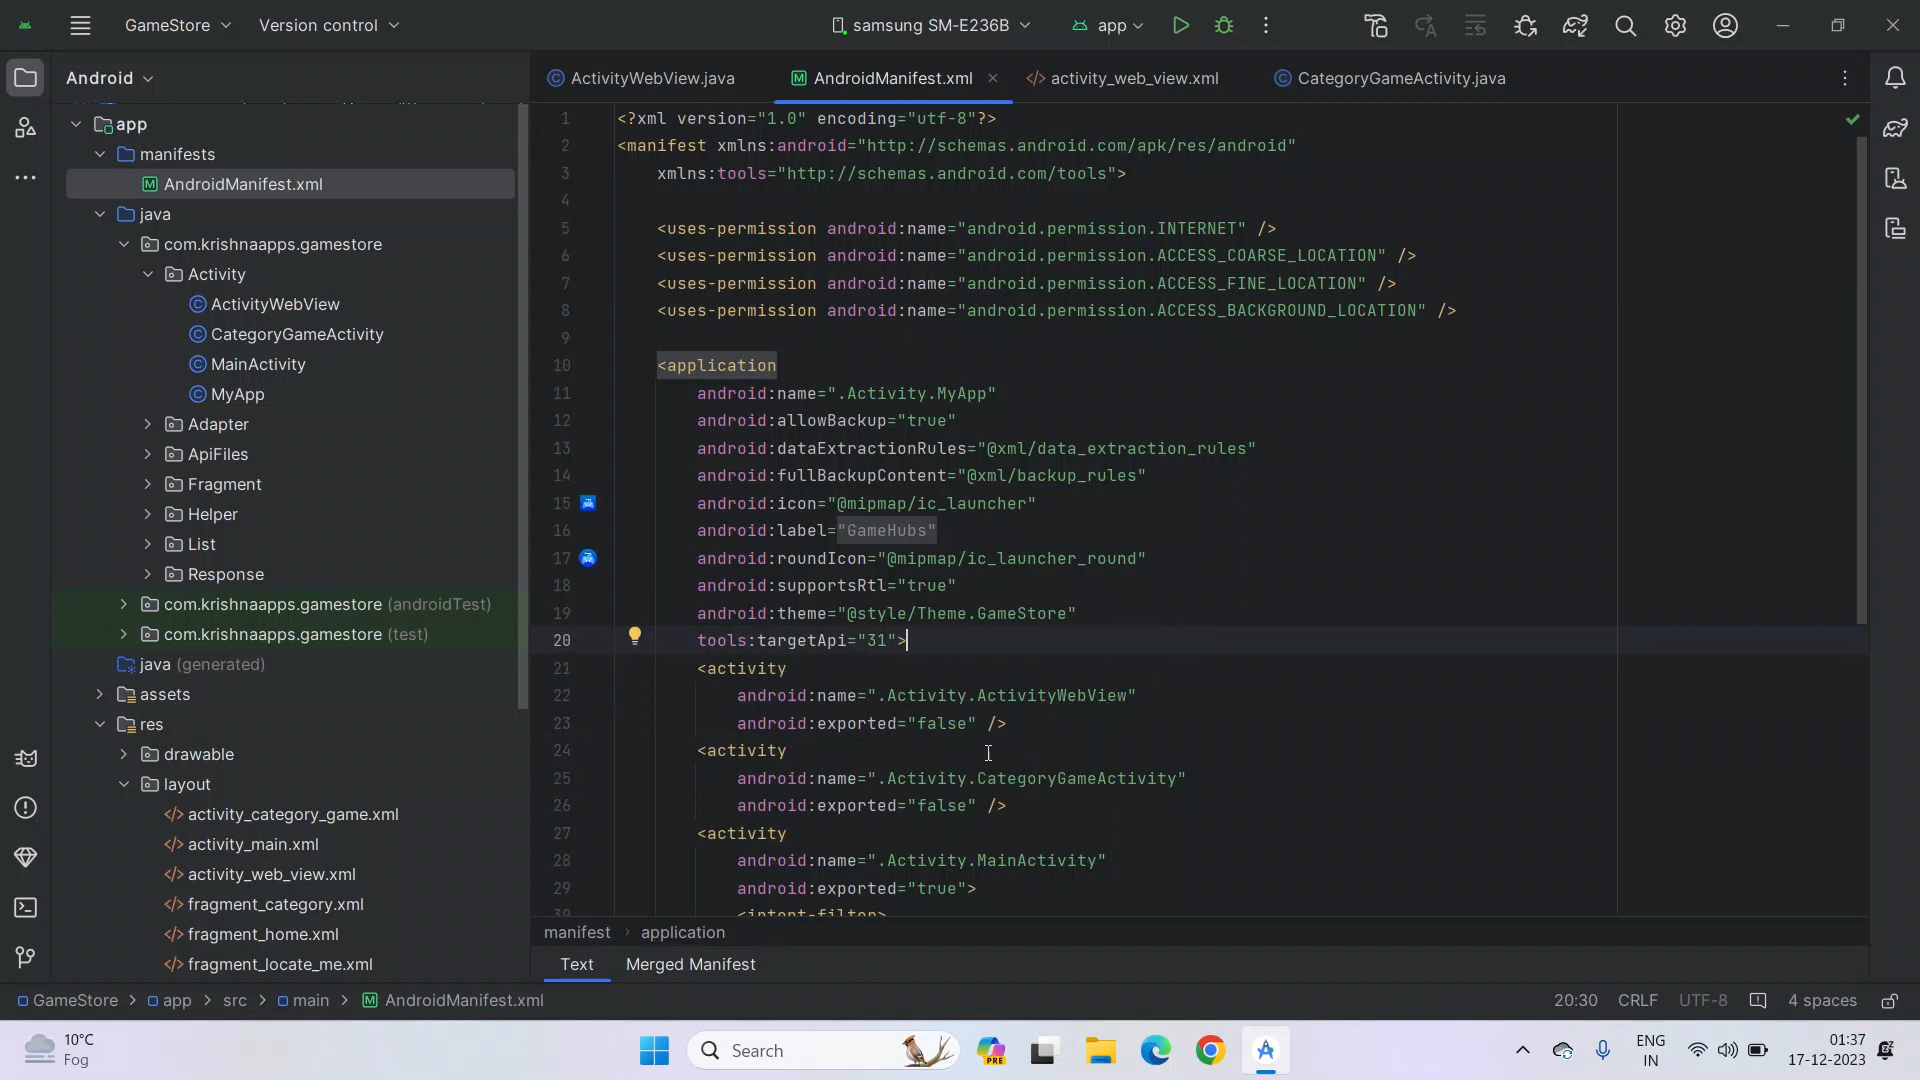 GameStore Version control samsung SM-E236B app
Android
ActivityWebView.java AndroidManifest.xml activity_web_view.xml CategoryGameActivity.java
app
manifests
AndroidManifest.xml
java
com.krishnaapps.gamestore
Activity
ActivityWebView
CategoryGameActivity
MainActivity
MyApp
Adapter
ApiFiles
Fragment
Helper
List
Response
com.krishnaapps.gamestore (androidTest)
com.krishnaapps.gamestore (test)
java (generated)
assets
res
drawable
layout
activity_category_game.xml
activity_main.xml
activity_web_view.xml
fragment_category.xml
fragment_home.xml
fragment_locate_me.xml
1 <?xml version="1.0" encoding="utf-8"?>
2 <manifest xmlns:android="http://schemas.android.com/apk/res/android"
3 xmlns:tools="http://schemas.android.com/tools">
4
5 <uses-permission android:name="android.permission.INTERNET" />
6 <uses-permission android:name="android.permission.ACCESS_COARSE_LOCATION" />
7 <uses-permission android:name="android.permission.ACCESS_FINE_LOCATION" />
8 <uses-permission android:name="android.permission.ACCESS_BACKGROUND_LOCATION" />
9
10 <application
11 android:name=".Activity.MyApp"
12 android:allowBackup="true"
13 android:dataExtractionRules="@xml/data_extraction_rules"
14 android:fullBackupContent="@xml/backup_rules"
15 android:icon="@mipmap/ic_launcher"
16 android:label="GameHubs"
17 android:roundIcon="@mipmap/ic_launcher_round"
18 android:supportsRtl="true"
19 android:theme="@style/Theme.GameStore"
20 tools:targetApi="31">
21 <activity
22 android:name=".Activity.ActivityWebView"
23 android:exported="false" />
24 <activity
25 android:name=".Activity.CategoryGameActivity"
26 android:exported="false" />
27 <activity
28 android:name=".Activity.MainActivity"
29 android:exported="true">
30 <intent-filter>
manifest › application
Text Merged Manifest
GameStore > app > src > main > AndroidManifest.xml 20:30 CRLF UTF-8 4 spaces
10°C
Fog
Search
PRE
ENG
IN
01:37
17-12-2023